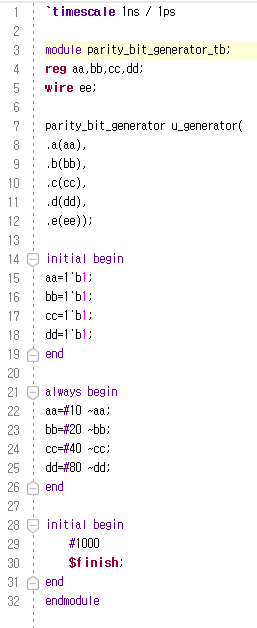 1 `timescale 1ns / 1ps
2
3 module parity_bit_generator_tb;
4 reg aa,bb,cc,dd;
5 wire ee;
6
7 parity_bit_generator u_generator(
8 .a(aa),
9 .b(bb),
10 .c(cc),
11 .d(dd),
12 .e(ee));
13
14 initial begin
15 aa=1'b1;
16 bb=1'b1;
17 cc=1'b1;
18 dd=1'b1;
19 end
20
21 always begin
22 aa=#10 ~aa;
23 bb=#20 ~bb;
24 cc=#40 ~cc;
25 dd=#80 ~dd;
26 end
27
28 initial begin
29 #1000
30 $finish;
31 end
32 endmodule